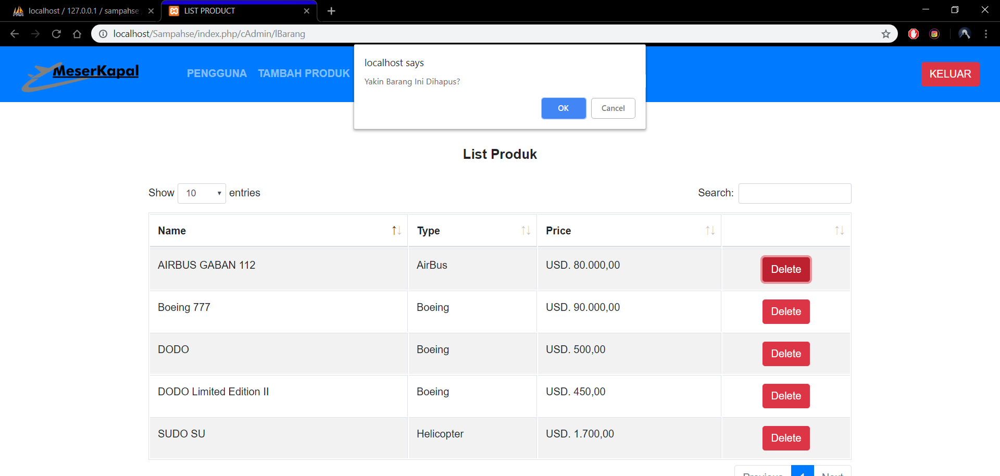 localhost / 127.0.0.1 / sampahse
LIST PRODUCT
localhost/Sampahse/index.php/cAdmin/lBarang
MeserKapal
PENGGUNA TAMBAH PRODUK
KELUAR
localhost says
Yakin Barang Ini Dihapus?
OK Cancel
List Produk
Show 10 entries
Search:
Name Type Price
AIRBUS GABAN 112 AirBus USD. 80.000,00 Delete
Boeing 777 Boeing USD. 90.000,00 Delete
DODO Boeing USD. 500,00 Delete
DODO Limited Edition II Boeing USD. 450,00 Delete
SUDO SU Helicopter USD. 1.700,00 Delete
Previous 1 Next